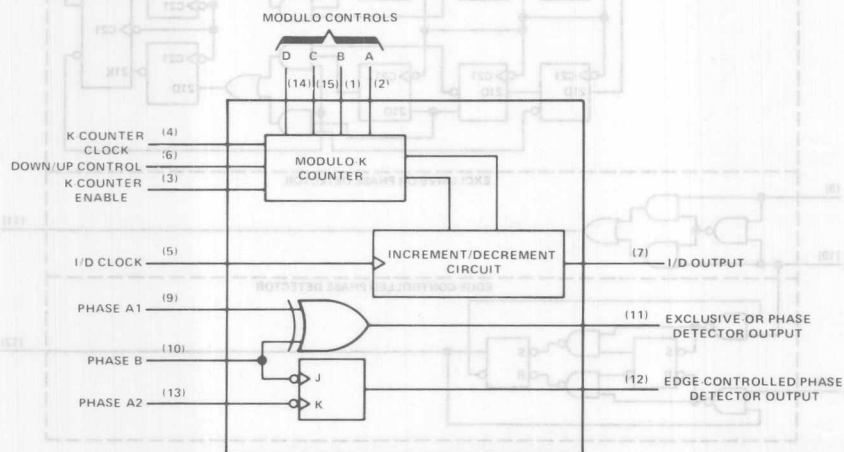 MODULO CONTROLS
D C B A
(14) (15) (1) (2)
K COUNTER
CLOCK
(4)
DOWN/UP CONTROL
(6)
K COUNTER
ENABLE
(3)
MODULO-K
COUNTER
I/D CLOCK
(5)
INCREMENT/DECREMENT
CIRCUIT
(7)
I/D OUTPUT
PHASE A1
(9)
(11)
EXCLUSIVE-OR PHASE
DETECTOR OUTPUT
PHASE B
(10)
J
K
(12)
EDGE-CONTROLLED PHASE
DETECTOR OUTPUT
PHASE A2
(13)